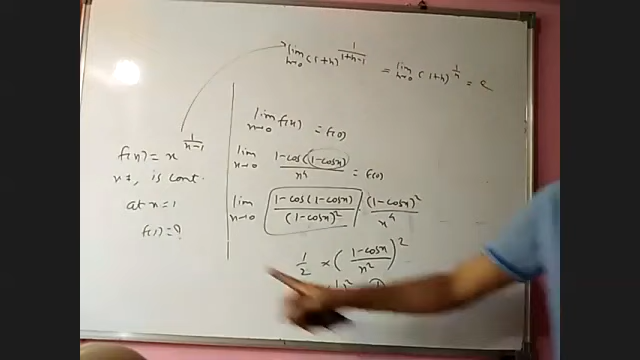 lim h→0 (1+h)^(1/(1+h-1)) = lim h→0 (1+h)^(1/h) = e
f(x) = x^(1/(x-1))
x≠1, is cont.
at x=1
f(1)=?
lim x→0 f(x) = f(0)
lim x→0 (1-cos(1-cosx))/x^4 = f(0)
lim x→0 (1-cos(1-cosx))/(1-cosx)^2 · (1-cosx)^2/x^4
1/2 × ((1-cosx)/x^2)^2